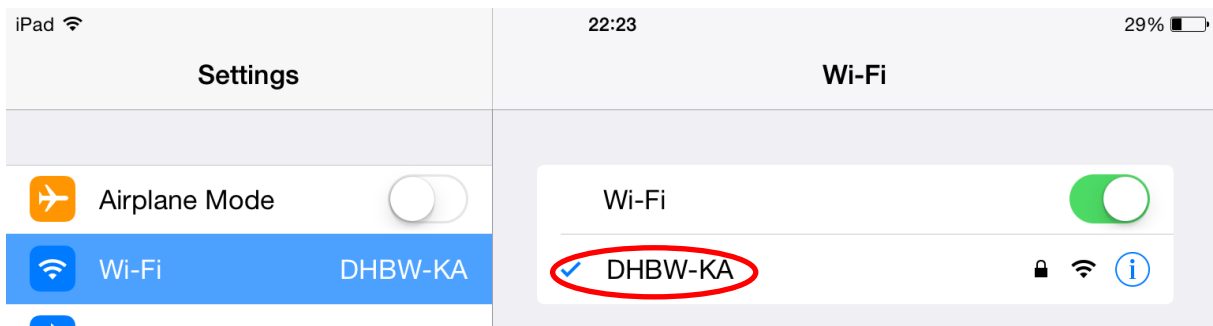 iPad 22:23 29%
Settings Wi-Fi
Airplane Mode Wi-Fi
Wi-Fi DHBW-KA DHBW-KA